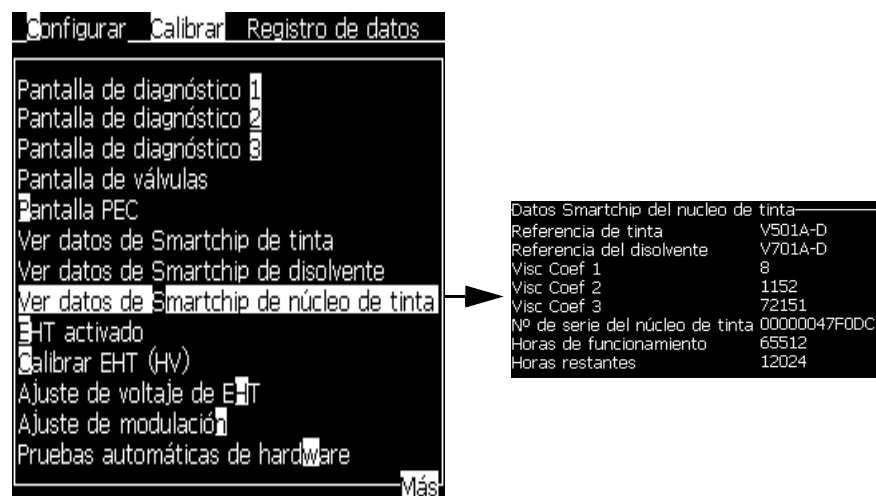 Configurar Calibrar Registro de datos
Pantalla de diagnóstico 1
Pantalla de diagnóstico 2
Pantalla de diagnóstico 3
Pantalla de válvulas
Pantalla PEC
Ver datos de Smartchip de tinta
Ver datos de Smartchip de disolvente
Ver datos de Smartchip de núcleo de tinta
EHT activado
Calibrar EHT (HV)
Ajuste de voltaje de EHT
Ajuste de modulación
Pruebas automáticas de hardware
Más
Datos Smartchip del nucleo de tinta
Referencia de tinta V501A-D
Referencia del disolvente V701A-D
Visc Coef 1 8
Visc Coef 2 1152
Visc Coef 3 72151
Nº de serie del núcleo de tinta 00000047F0DC
Horas de funcionamiento 65512
Horas restantes 12024